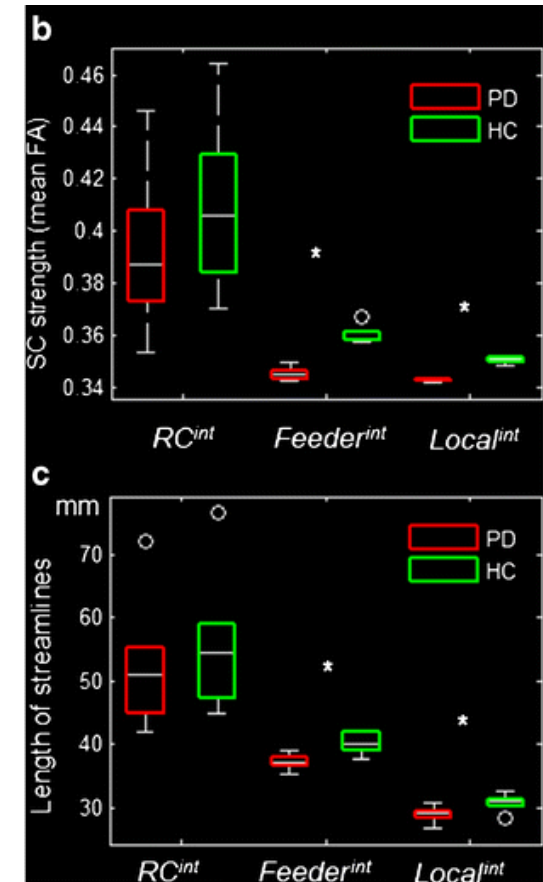 b
SC strength (mean FA)
0.46
0.44
0.42
0.4
0.38
0.36
0.34
PD
HC
*
*
RCint Feederint Localint
c
mm
Length of streamlines
70
60
50
40
30
PD
HC
*
*
RCint Feederint Localint